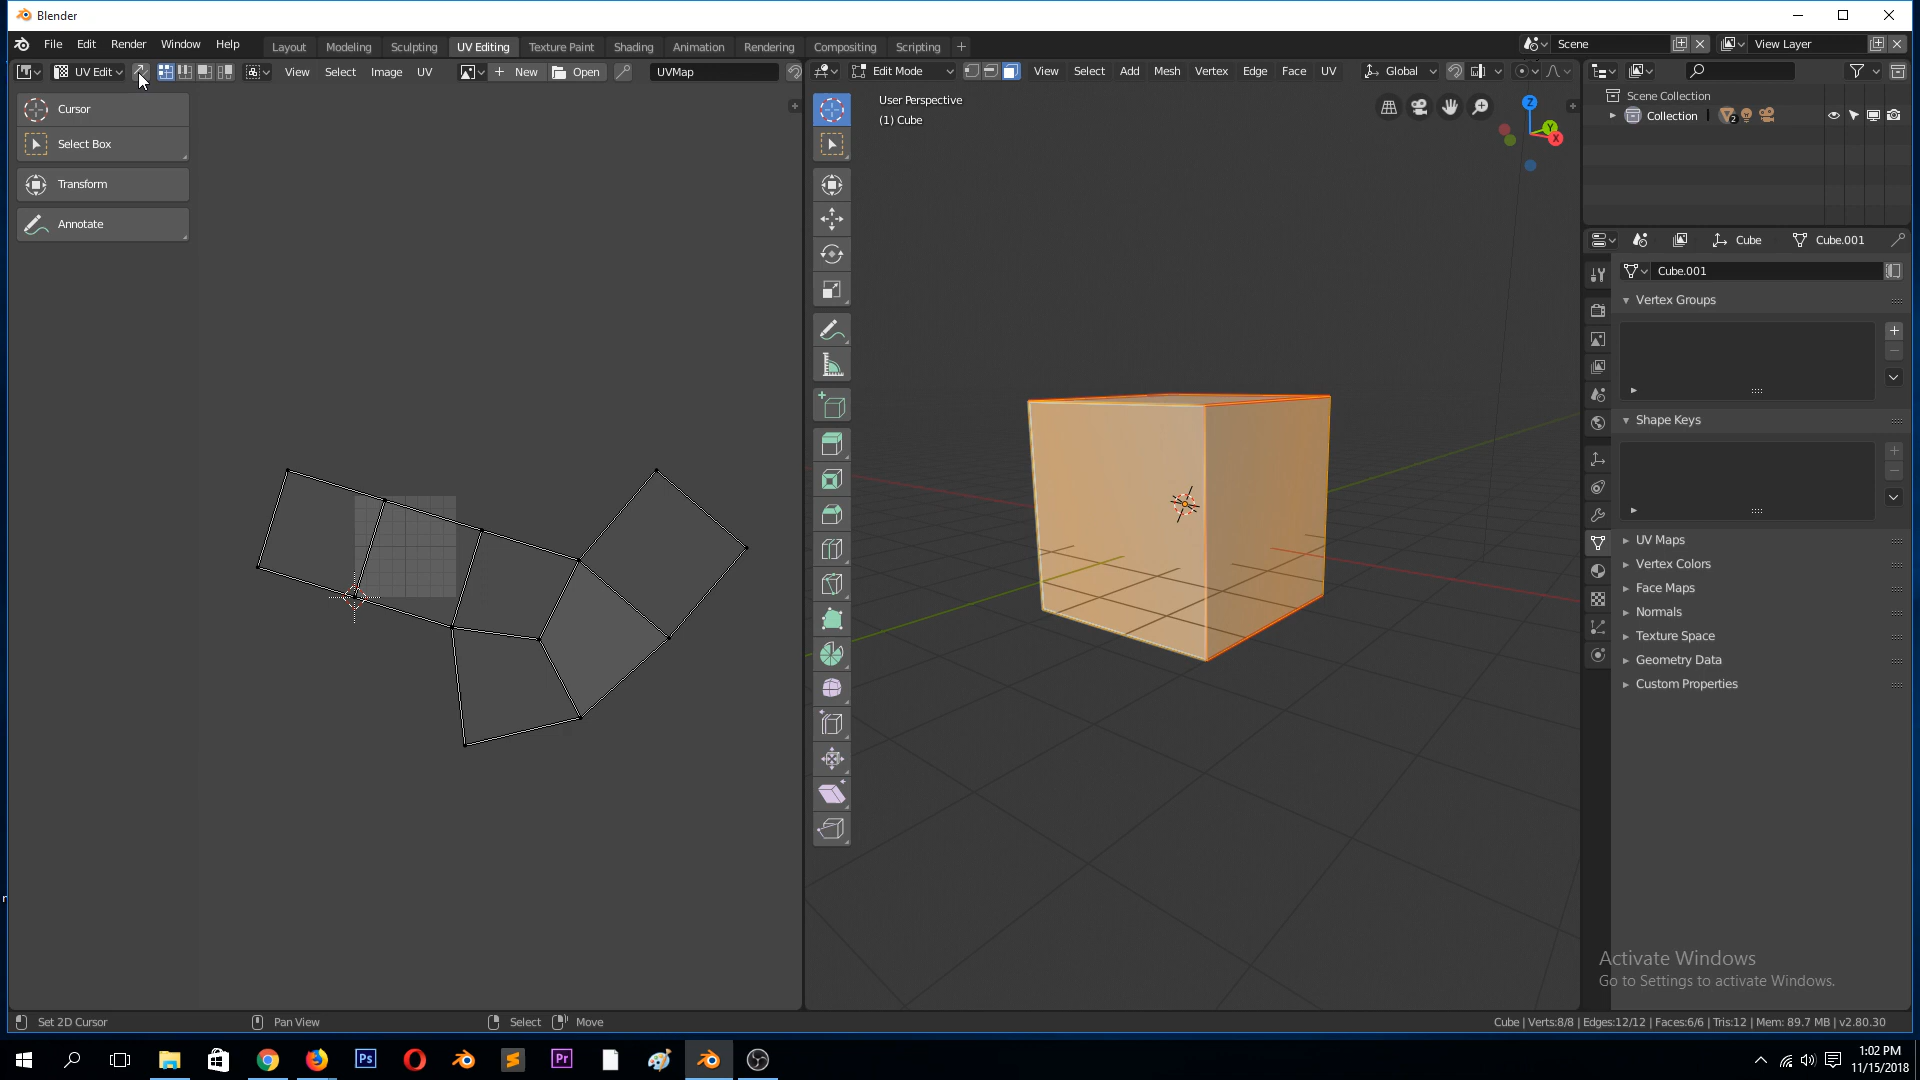 Blender
File Edit Render Window Help Layout Modeling Sculpting UV Editing Texture Paint Shading Animation Rendering Compositing Scripting Scene View Layer
UV Edit View Select Image UV New Open UVMap Edit Mode View Select Add Mesh Vertex Edge Face UV Global
Cursor
Select Box
Transform
Annotate
User Perspective
(1) Cube
Z
Y
X
Scene Collection
Collection 2
Cube Cube.001
Cube.001
Vertex Groups
Shape Keys
UV Maps
Vertex Colors
Face Maps
Normals
Texture Space
Geometry Data
Custom Properties
Activate Windows
Go to Settings to activate Windows.
Set 2D Cursor Pan View Select Move Cube | Verts:8/8 | Edges:12/12 | Faces:6/6 | Tris:12 | Mem: 89.7 MB | v2.80.30
Ps Pr
1:02 PM
11/15/2018